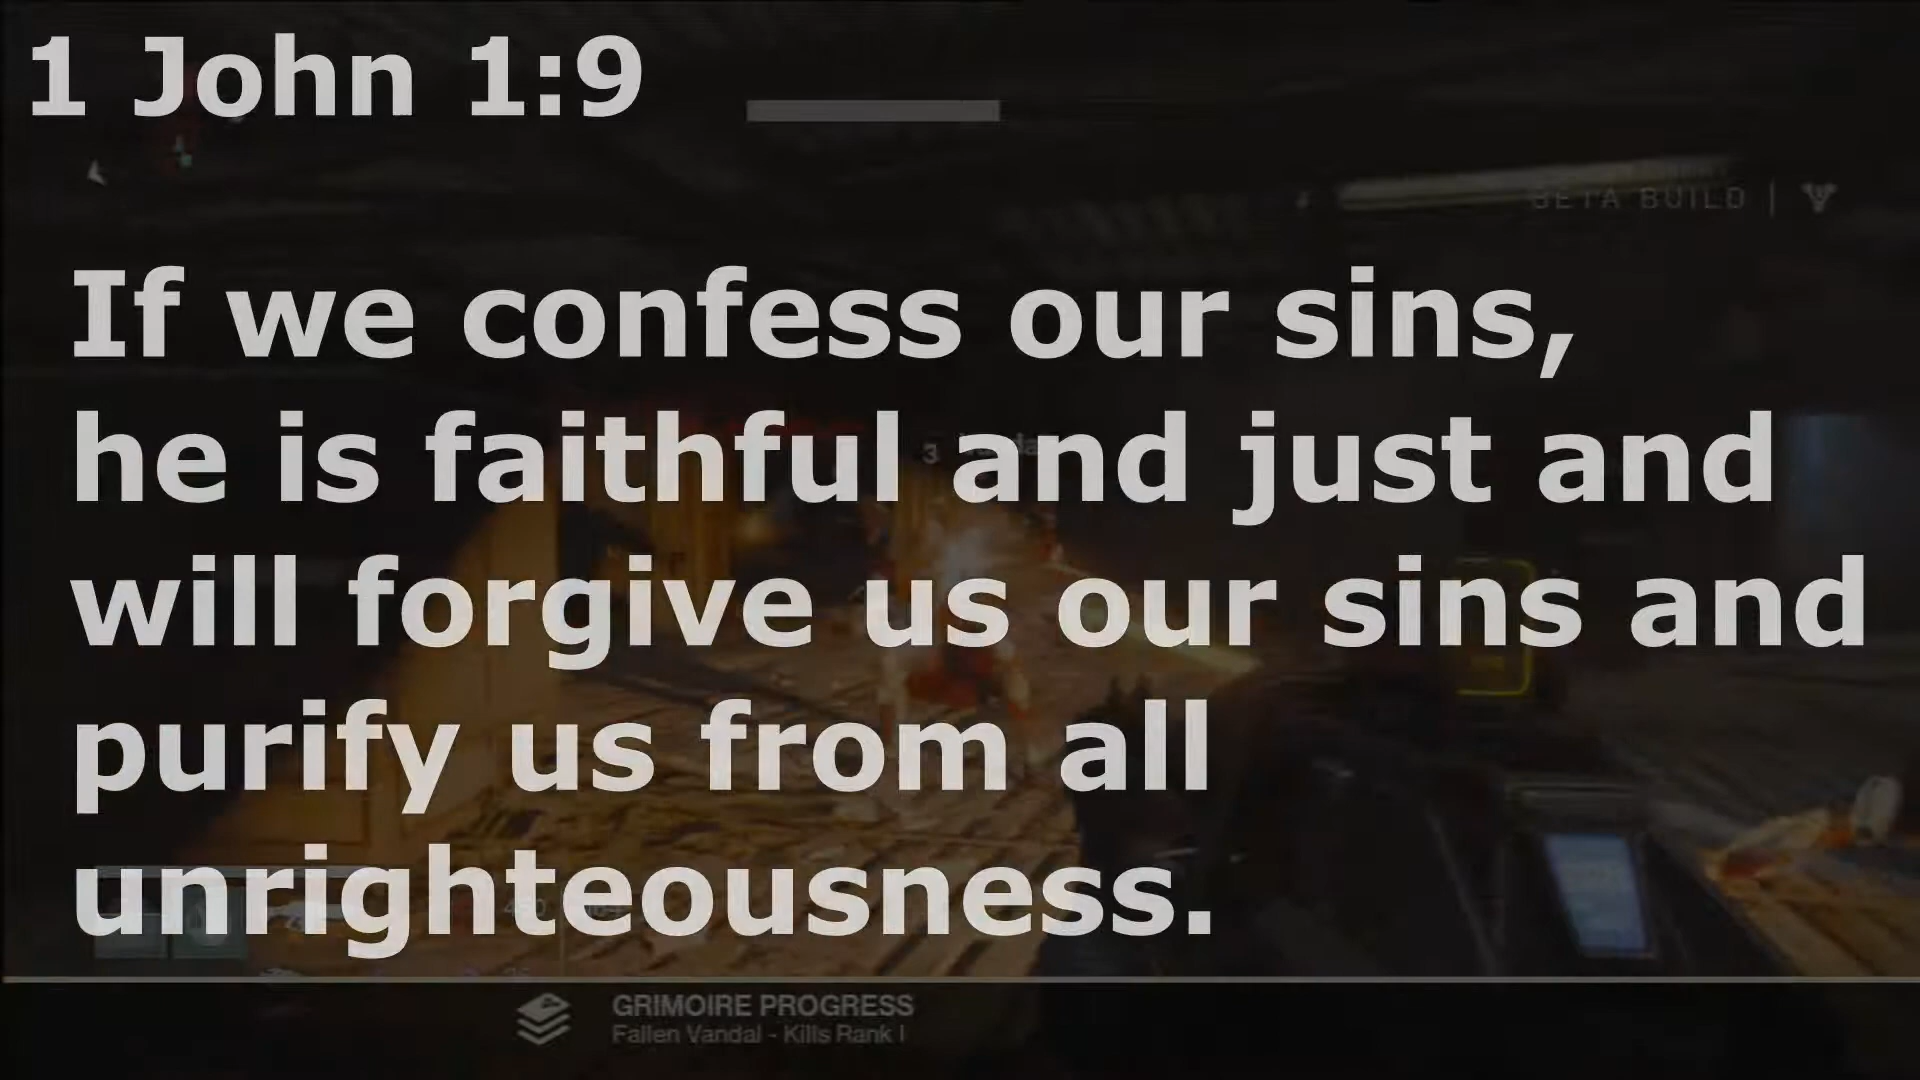 1 John 1:9
BETA BUILD |
If we confess our sins,
he is faithful and just and
will forgive us our sins and
purify us from all
unrighteousness.
GRIMOIRE PROGRESS
Fallen Vandal - Kills Rank I